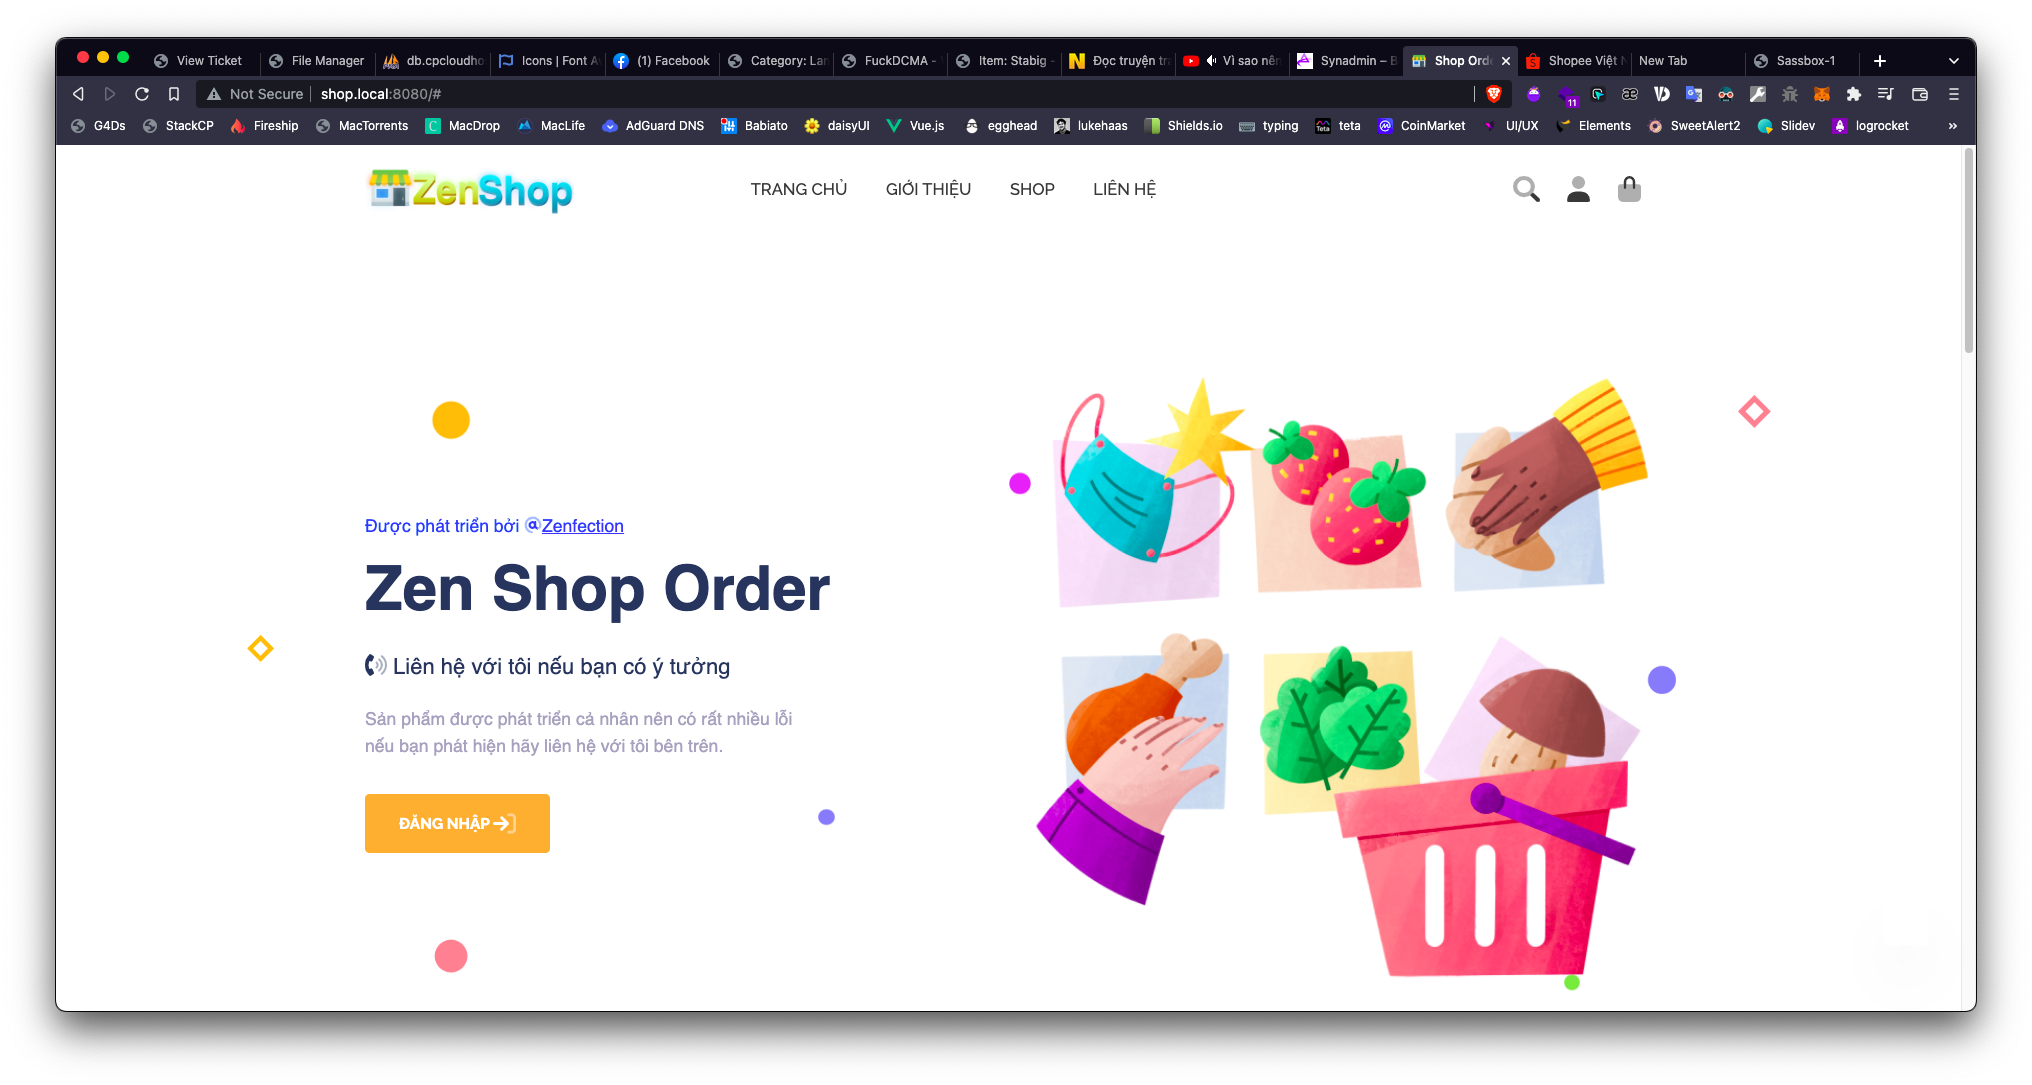 View Ticket
File Manager
db.cpcloudho
Icons | Font A
(1) Facebook
Category: Lan
FuckDCMA -
Item: Stabig -
Đọc truyện tra
Vì sao nên
Synadmin – B
Shop Orde
Shopee Việt N
New Tab
Sassbox-1
Not Secure | shop.local:8080/#
11
G4Ds
StackCP
Fireship
MacTorrents
MacDrop
MacLife
AdGuard DNS
Babiato
daisyUI
Vue.js
egghead
lukehaas
Shields.io
typing
teta
CoinMarket
UI/UX
Elements
SweetAlert2
Slidev
logrocket
»
ZenShop
TRANG CHỦ
GIỚI THIỆU
SHOP
LIÊN HỆ
Được phát triển bởi @Zenfection
Zen Shop Order
Liên hệ với tôi nếu bạn có ý tưởng
Sản phẩm được phát triển cả nhân nên có rất nhiều lỗi
nếu bạn phát hiện hãy liên hệ với tôi bên trên.
ĐĂNG NHẬP